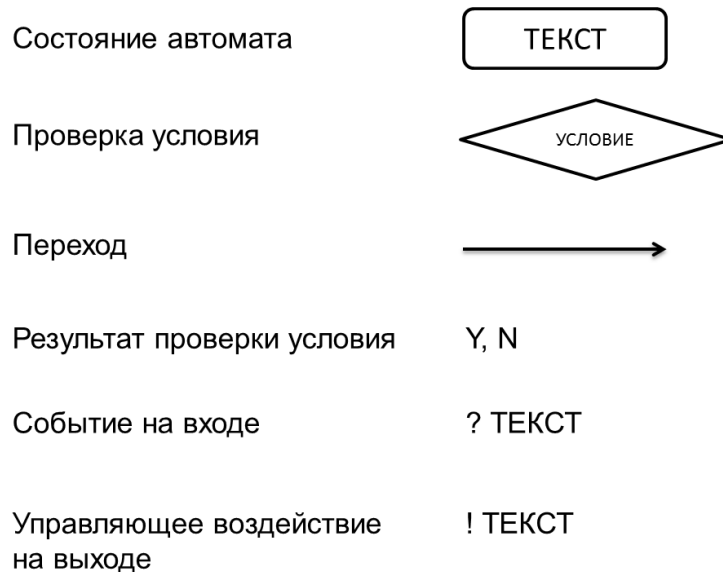 Состояние автомата ТЕКСТ
Проверка условия УСЛОВИЕ
Переход
Результат проверки условия Y, N
Событие на входе ? ТЕКСТ
Управляющее воздействие ! ТЕКСТ
на выходе